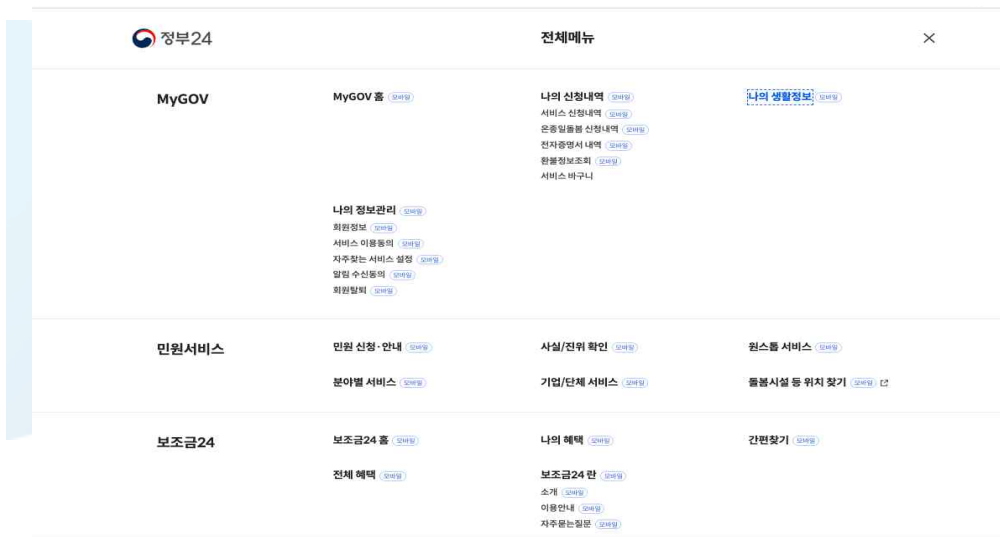 정부24
전체메뉴
MyGOV
MyGOV 홈 모바일
나의 신청내역 모바일
서비스 신청내역 모바일
온종일돌봄 신청내역 모바일
전자증명서 내역 모바일
환불정보조회 모바일
서비스 바구니
나의 생활정보 모바일
나의 정보관리 모바일
회원정보 모바일
서비스 이용동의 모바일
자주찾는 서비스 설정 모바일
알림 수신동의 모바일
회원탈퇴 모바일
민원서비스
민원 신청·안내 모바일
사실/진위 확인 모바일
원스톱 서비스 모바일
분야별 서비스 모바일
기업/단체 서비스 모바일
돌봄시설 등 위치 찾기 모바일
보조금24
보조금24 홈 모바일
나의 혜택 모바일
간편찾기 모바일
전체 혜택 모바일
보조금24 란 모바일
소개 모바일
이용안내 모바일
자주묻는질문 모바일